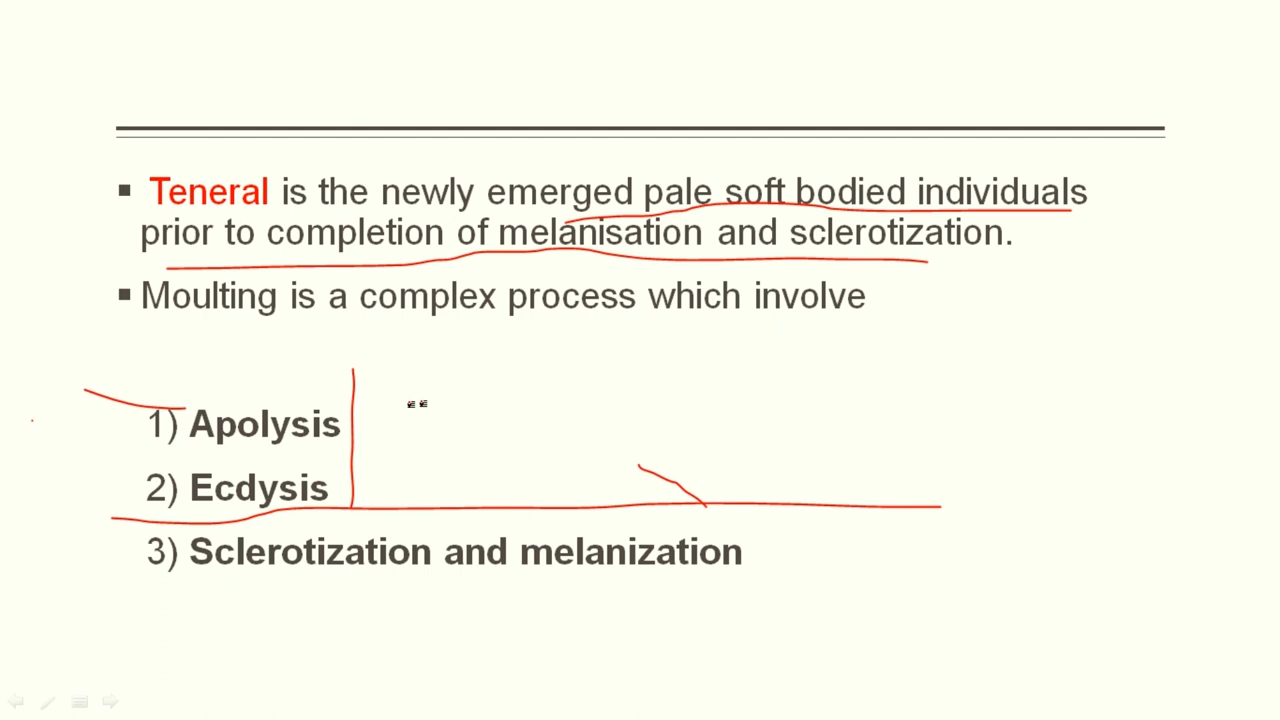 ▪ Teneral is the newly emerged pale soft bodied individuals
prior to completion of melanisation and sclerotization.
▪ Moulting is a complex process which involve
1) Apolysis
2) Ecdysis
3) Sclerotization and melanization